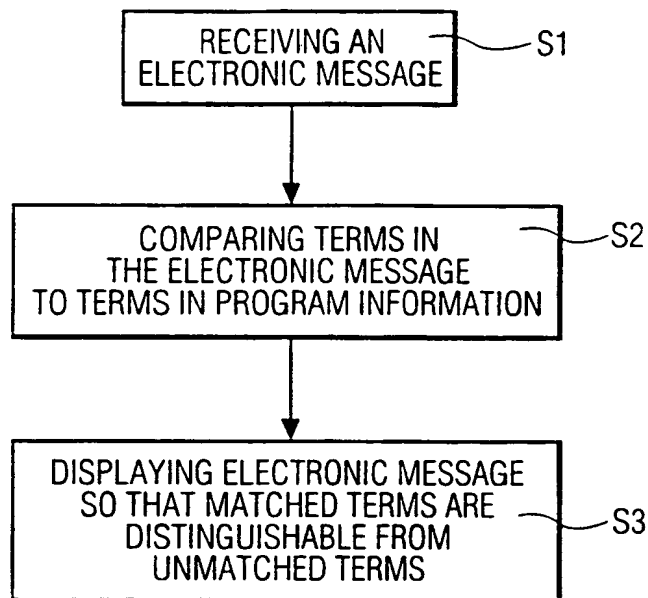 RECEIVING AN
ELECTRONIC MESSAGE
S1
COMPARING TERMS IN
THE ELECTRONIC MESSAGE
TO TERMS IN PROGRAM INFORMATION
S2
DISPLAYING ELECTRONIC MESSAGE
SO THAT MATCHED TERMS ARE
DISTINGUISHABLE FROM
UNMATCHED TERMS
S3